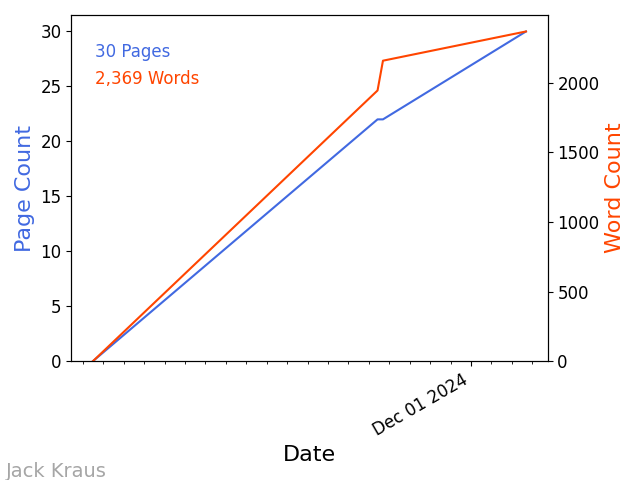 30 Pages
2,369 Words
Page Count
30
25
20
15
10
5
0
Word Count
2000
1500
1000
500
0
Dec 01 2024
Date
Jack Kraus